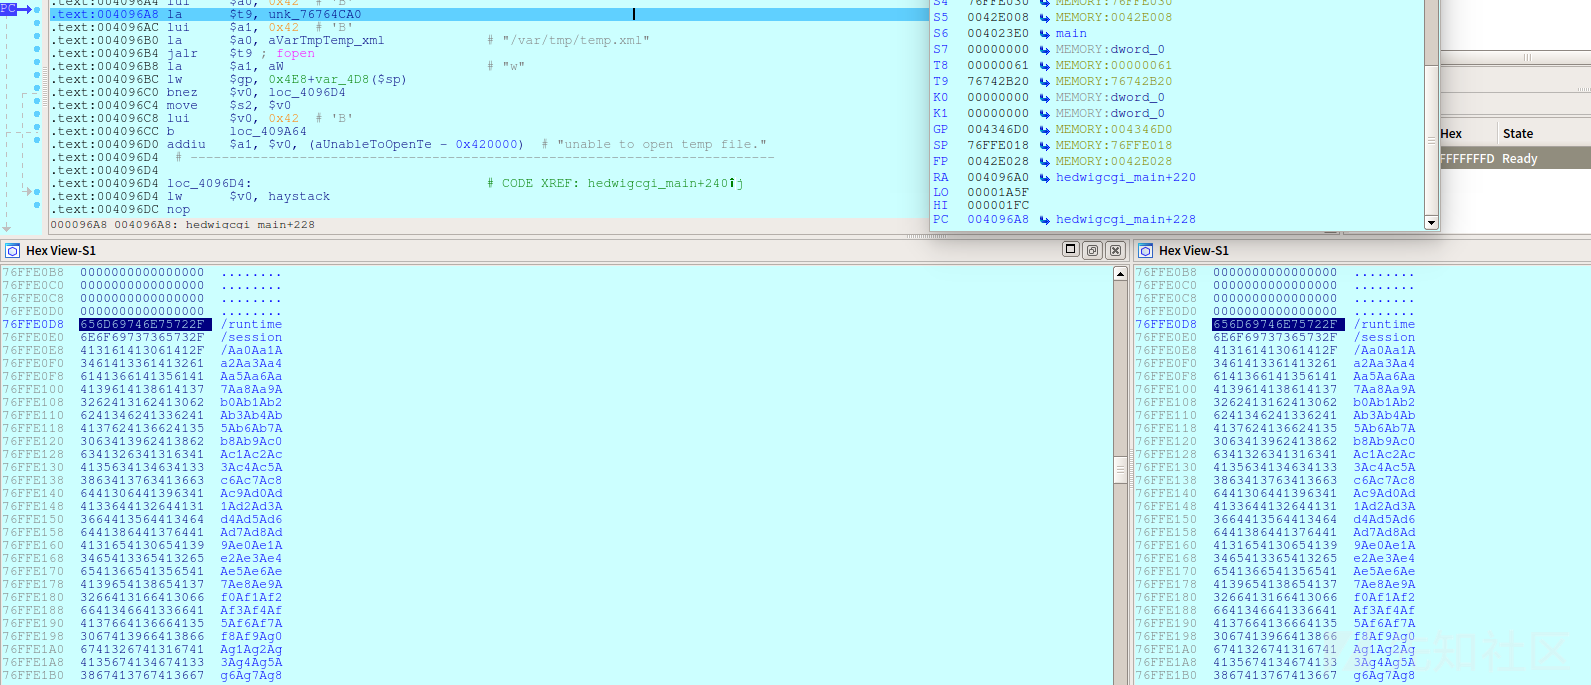 .text:004096A4 lui $a0, 0x42 # 'B'
PC .text:004096A8 la $t9, unk_76764CA0
.text:004096AC lui $a1, 0x42 # 'B'
.text:004096B0 la $a0, aVarTmpTemp_xml # "/var/tmp/temp.xml"
.text:004096B4 jalr $t9 ; fopen
.text:004096B8 la $a1, aW # "w"
.text:004096BC lw $gp, 0x4E8+var_4D8($sp)
.text:004096C0 bnez $v0, loc_4096D4
.text:004096C4 move $s2, $v0
.text:004096C8 lui $v0, 0x42 # 'B'
.text:004096CC b loc_409A64
.text:004096D0 addiu $a1, $v0, (aUnableToOpenTe - 0x420000) # "unable to open temp file."
.text:004096D4 # ---------------------------------------------------------------------------
.text:004096D4
.text:004096D4 loc_4096D4: # CODE XREF: hedwigcgi_main+240↑j
.text:004096D4 lw $v0, haystack
.text:004096DC nop
000096A8 004096A8: hedwigcgi main+228
S4 76FFE030 MEMORY:76FFE030
S5 0042E008 MEMORY:0042E008
S6 004023E0 main
S7 00000000 MEMORY:dword_0
T8 00000061 MEMORY:00000061
T9 76742B20 MEMORY:76742B20
K0 00000000 MEMORY:dword_0
K1 00000000 MEMORY:dword_0
GP 004346D0 MEMORY:004346D0
SP 76FFE018 MEMORY:76FFE018
FP 0042E028 MEMORY:0042E028
RA 004096A0 hedwigcgi_main+220
LO 00001A5F
HI 000001FC
PC 004096A8 hedwigcgi_main+228
Hex State
FFFFFFFD Ready
Hex View-S1
76FFE0B8 0000000000000000 ........
76FFE0C0 0000000000000000 ........
76FFE0C8 0000000000000000 ........
76FFE0D0 0000000000000000 ........
76FFE0D8 656D69746E75722F /runtime
76FFE0E0 6E6F69737365732F /session
76FFE0E8 413161413061412F /Aa0Aa1A
76FFE0F0 3461413361413261 a2Aa3Aa4
76FFE0F8 6141366141356141 Aa5Aa6Aa
76FFE100 4139614138614137 7Aa8Aa9A
76FFE108 3262413162413062 b0Ab1Ab2
76FFE110 6241346241336241 Ab3Ab4Ab
76FFE118 4137624136624135 5Ab6Ab7A
76FFE120 3063413962413862 b8Ab9Ac0
76FFE128 6341326341316341 Ac1Ac2Ac
76FFE130 4135634134634133 3Ac4Ac5A
76FFE138 3863413763413663 c6Ac7Ac8
76FFE140 6441306441396341 Ac9Ad0Ad
76FFE148 4133644132644131 1Ad2Ad3A
76FFE150 3664413564413464 d4Ad5Ad6
76FFE158 6441386441376441 Ad7Ad8Ad
76FFE160 4131654130654139 9Ae0Ae1A
76FFE168 3465413365413265 e2Ae3Ae4
76FFE170 6541366541356541 Ae5Ae6Ae
76FFE178 4139654138654137 7Ae8Ae9A
76FFE180 3266413166413066 f0Af1Af2
76FFE188 6641346641336641 Af3Af4Af
76FFE190 4137664136664135 5Af6Af7A
76FFE198 3067413966413866 f8Af9Ag0
76FFE1A0 6741326741316741 Ag1Ag2Ag
76FFE1A8 4135674134674133 3Ag4Ag5A
76FFE1B0 3867413767413667 g6Ag7Ag8
Hex View-S1
76FFE0B8 0000000000000000 ........
76FFE0C0 0000000000000000 ........
76FFE0C8 0000000000000000 ........
76FFE0D0 0000000000000000 ........
76FFE0D8 656D69746E75722F /runtime
76FFE0E0 6E6F69737365732F /session
76FFE0E8 413161413061412F /Aa0Aa1A
76FFE0F0 3461413361413261 a2Aa3Aa4
76FFE0F8 6141366141356141 Aa5Aa6Aa
76FFE100 4139614138614137 7Aa8Aa9A
76FFE108 3262413162413062 b0Ab1Ab2
76FFE110 6241346241336241 Ab3Ab4Ab
76FFE118 4137624136624135 5Ab6Ab7A
76FFE120 3063413962413862 b8Ab9Ac0
76FFE128 6341326341316341 Ac1Ac2Ac
76FFE130 4135634134634133 3Ac4Ac5A
76FFE138 3863413763413663 c6Ac7Ac8
76FFE140 6441306441396341 Ac9Ad0Ad
76FFE148 4133644132644131 1Ad2Ad3A
76FFE150 3664413564413464 d4Ad5Ad6
76FFE158 6441386441376441 Ad7Ad8Ad
76FFE160 4131654130654139 9Ae0Ae1A
76FFE168 3465413365413265 e2Ae3Ae4
76FFE170 6541366541356541 Ae5Ae6Ae
76FFE178 4139654138654137 7Ae8Ae9A
76FFE180 3266413166413066 f0Af1Af2
76FFE188 6641346641336641 Af3Af4Af
76FFE190 4137664136664135 5Af6Af7A
76FFE198 3067413966413866 f8Af9Ag0
76FFE1A0 6741326741316741 Ag1Ag2Ag
76FFE1A8 4135674134674133 3Ag4Ag5A
76FFE1B0 3867413767413667 g6Ag7Ag8
先知社区